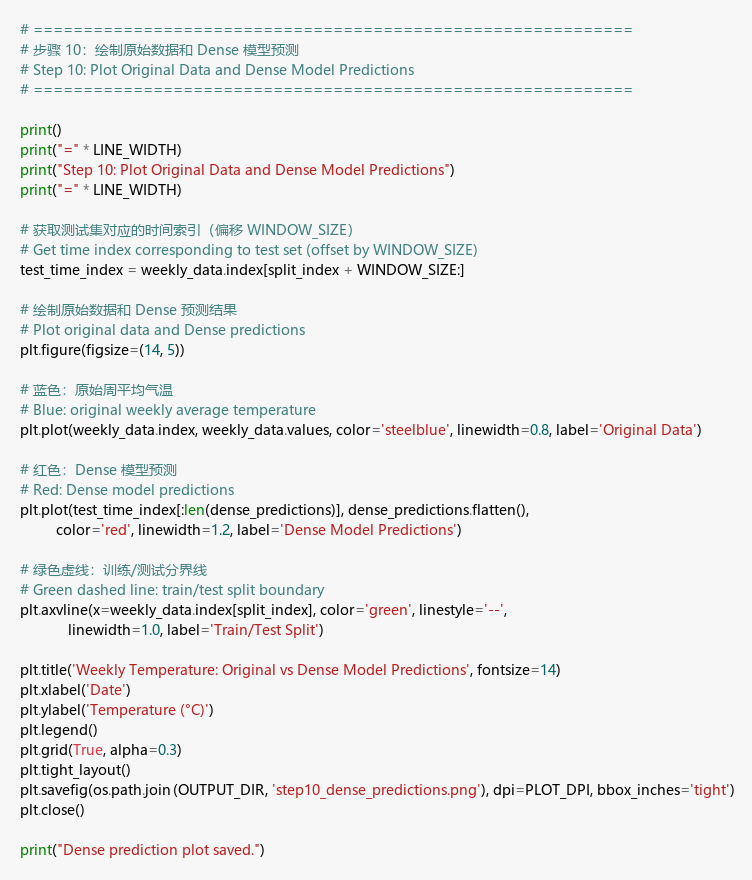 # ============================================================
# 步骤 10：绘制原始数据和 Dense 模型预测
# Step 10: Plot Original Data and Dense Model Predictions
# ============================================================
print()
print("=" * LINE_WIDTH)
print("Step 10: Plot Original Data and Dense Model Predictions")
print("=" * LINE_WIDTH)
# 获取测试集对应的时间索引（偏移 WINDOW_SIZE）
# Get time index corresponding to test set (offset by WINDOW_SIZE)
test_time_index = weekly_data.index[split_index + WINDOW_SIZE:]
# 绘制原始数据和 Dense 预测结果
# Plot original data and Dense predictions
plt.figure(figsize=(14, 5))
# 蓝色：原始周平均气温
# Blue: original weekly average temperature
plt.plot(weekly_data.index, weekly_data.values, color='steelblue', linewidth=0.8, label='Original Data')
# 红色：Dense 模型预测
# Red: Dense model predictions
plt.plot(test_time_index[:len(dense_predictions)], dense_predictions.flatten(),
         color='red', linewidth=1.2, label='Dense Model Predictions')
# 绿色虚线：训练/测试分界线
# Green dashed line: train/test split boundary
plt.axvline(x=weekly_data.index[split_index], color='green', linestyle='--',
            linewidth=1.0, label='Train/Test Split')
plt.title('Weekly Temperature: Original vs Dense Model Predictions', fontsize=14)
plt.xlabel('Date')
plt.ylabel('Temperature (°C)')
plt.legend()
plt.grid(True, alpha=0.3)
plt.tight_layout()
plt.savefig(os.path.join(OUTPUT_DIR, 'step10_dense_predictions.png'), dpi=PLOT_DPI, bbox_inches='tight')
plt.close()
print("Dense prediction plot saved.")